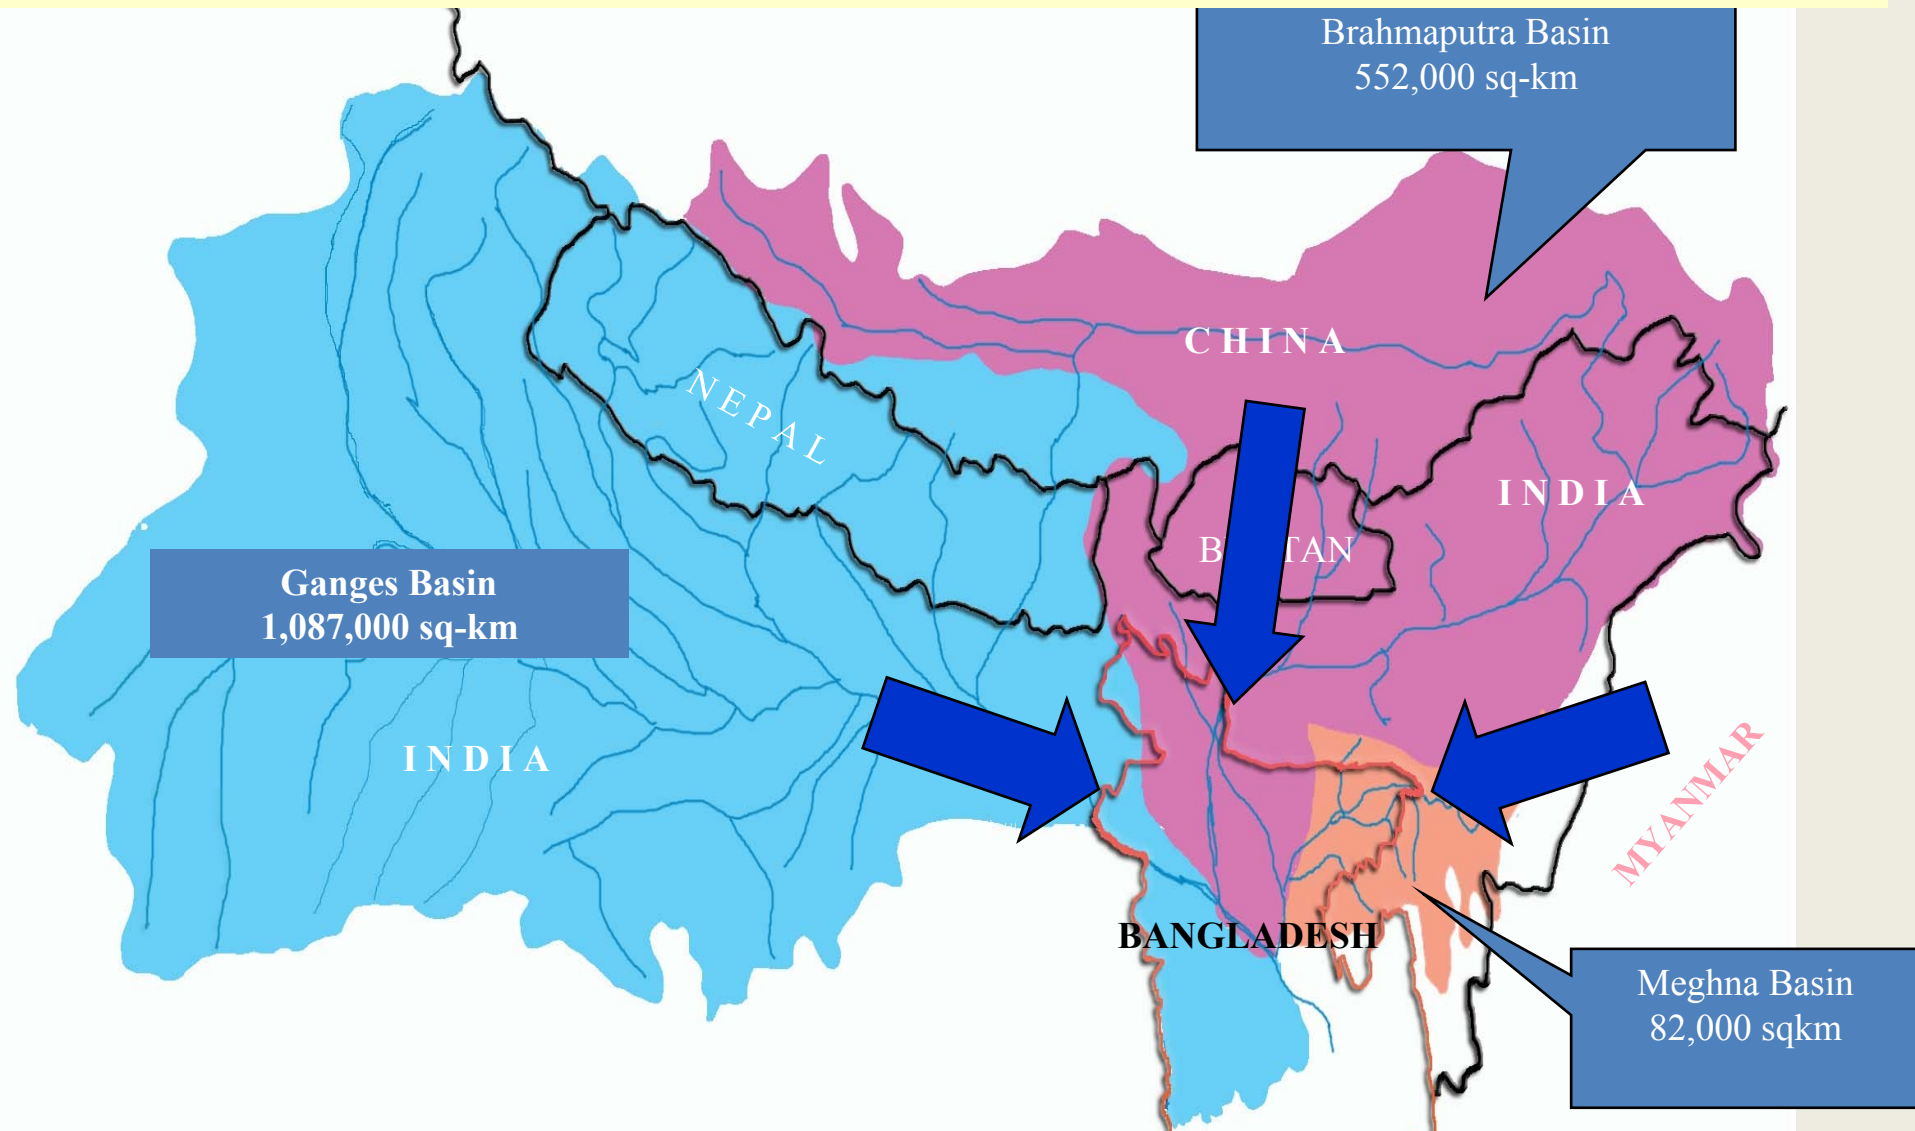 Brahmaputra Basin
552,000 sq-km
CHINA
NEPAL
INDIA
Ganges Basin
1,087,000 sq-km
INDIA
MYANMAR
BANGLADESH
Meghna Basin
82,000 sqkm